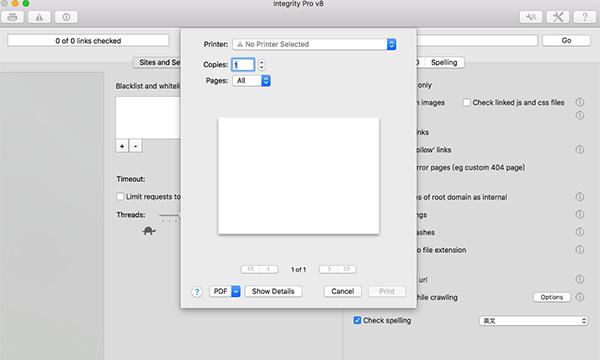 Integrity Pro v8
0 of 0 links checked
Go
Sites and Se
O
Spelling
Blacklist and whiteli
+ -
Timeout:
Limit requests to
Threads:
Printer: No Printer Selected
Copies: 1
Pages: All
<< < 1 of 1 > >>
? PDF Show Details Cancel Print
only
images
Check linked js and css files
nks
ollow' links
rror pages (eg custom 404 page)
s of root domain as internal
ngs
ashes
o file extension
url
hile crawling Options
Check spelling 英文